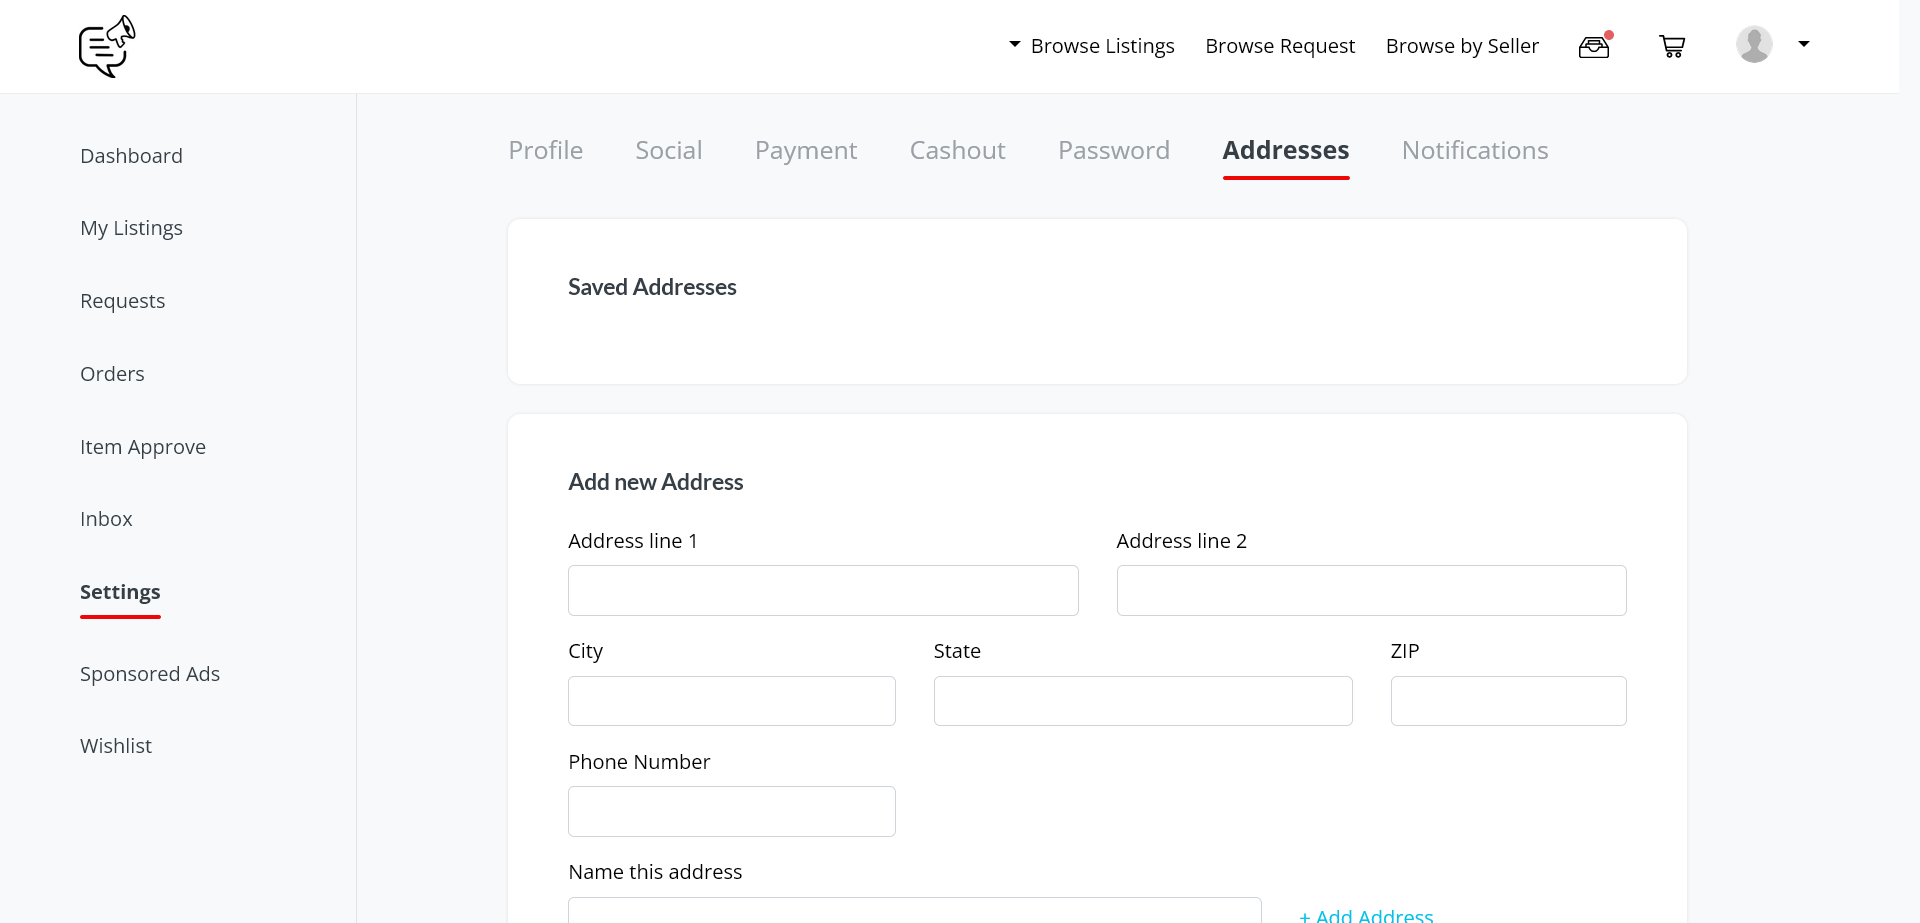 Browse Listings Browse Request Browse by Seller
Dashboard
My Listings
Requests
Orders
Item Approve
Inbox
Settings
Sponsored Ads
Wishlist
Profile Social Payment Cashout Password Addresses Notifications
Saved Addresses
Add new Address
Address line 1 Address line 2
City State ZIP
Phone Number
Name this address
+ Add Address